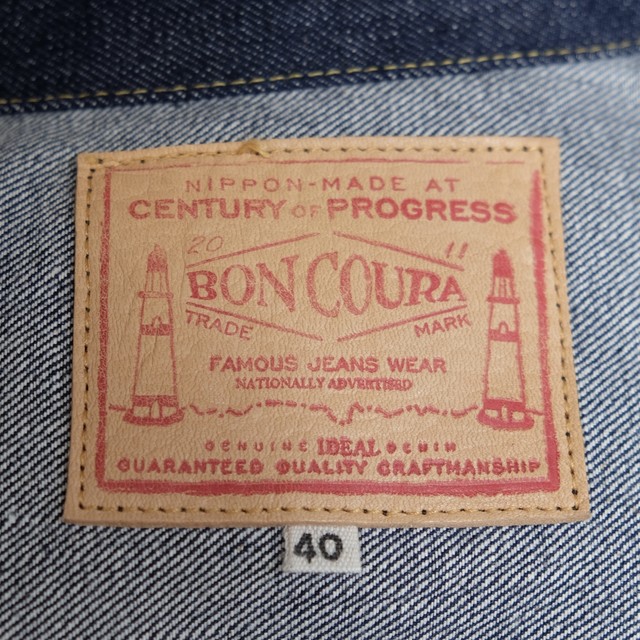 NIPPON-MADE AT
CENTURY OF PROGRESS
20 11
BON COURA
TRADE MARK
FAMOUS JEANS WEAR
NATIONALLY ADVERTISED
GENUINE IDEAL DENIM
GUARANTEED QUALITY CRAFTMANSHIP
40